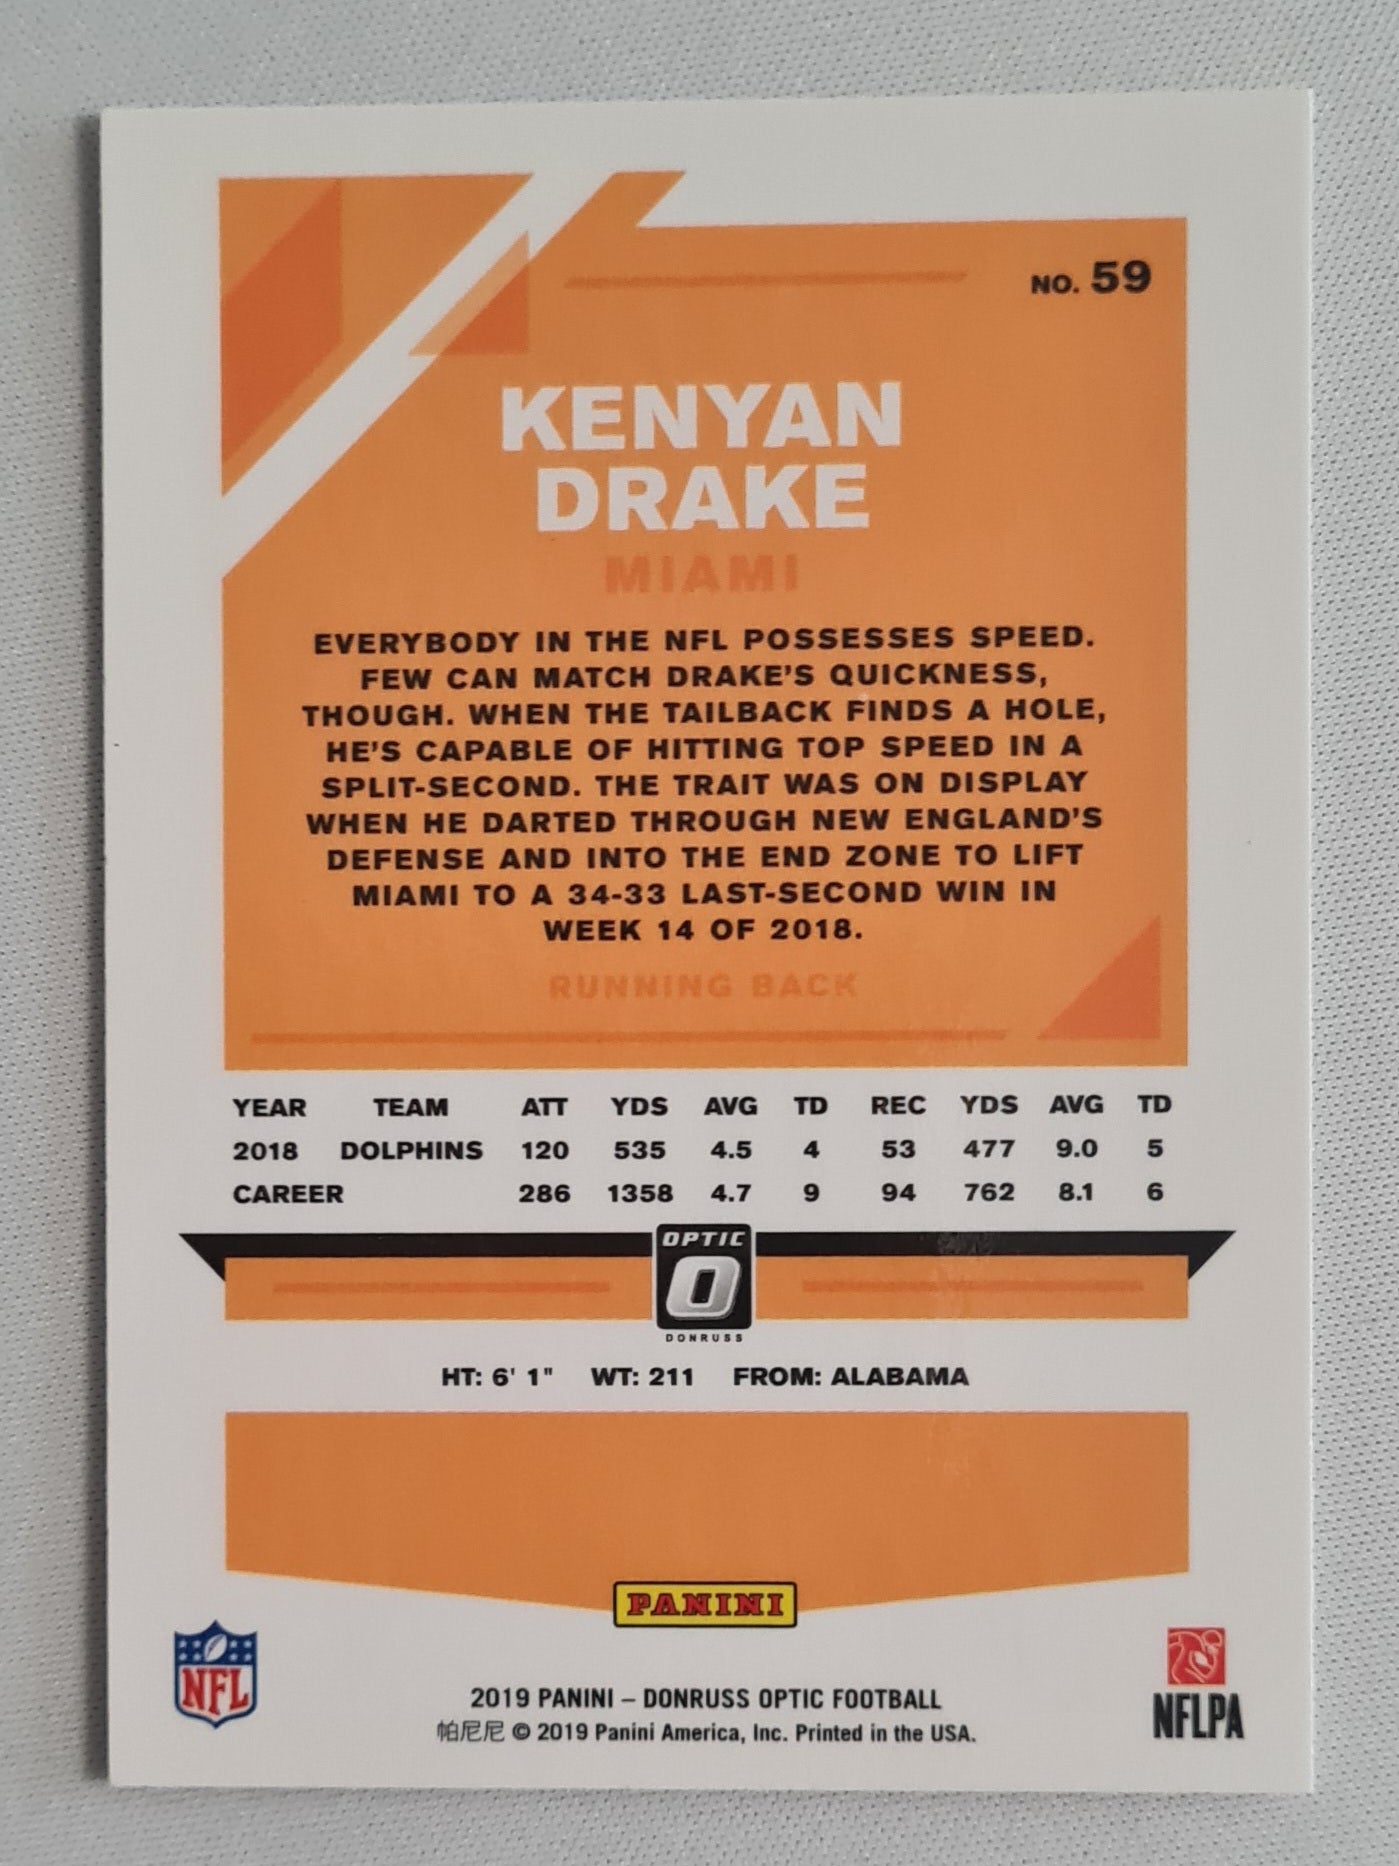 NO. 59
KENYAN
DRAKE
MIAMI
EVERYBODY IN THE NFL POSSESSES SPEED.
FEW CAN MATCH DRAKE'S QUICKNESS,
THOUGH. WHEN THE TAILBACK FINDS A HOLE,
HE'S CAPABLE OF HITTING TOP SPEED IN A
SPLIT-SECOND. THE TRAIT WAS ON DISPLAY
WHEN HE DARTED THROUGH NEW ENGLAND'S
DEFENSE AND INTO THE END ZONE TO LIFT
MIAMI TO A 34-33 LAST-SECOND WIN IN
WEEK 14 OF 2018.
RUNNING BACK
YEAR TEAM ATT YDS AVG TD REC YDS AVG TD
2018 DOLPHINS 120 535 4.5 4 53 477 9.0 5
CAREER 286 1358 4.7 9 94 762 8.1 6
OPTIC
O
DONRUSS
HT: 6' 1" WT: 211 FROM: ALABAMA
PANINI
NFL
NFLPA
2019 PANINI – DONRUSS OPTIC FOOTBALL
帕尼尼 © 2019 Panini America, Inc. Printed in the USA.